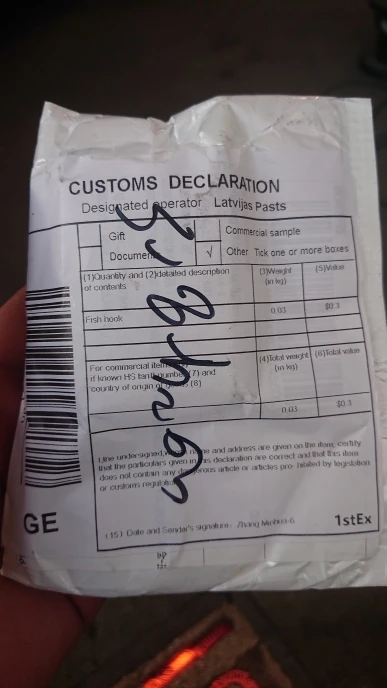 CUSTOMS DECLARATION
Designated operator Latvijas Pasts
Gift
Commercial sample
Document
√ Other Tick one or more boxes
(1)Quantity and (2)detailed description of contents
(3)Weight (in kg)
(5)Value
Fish hook
0.03
$0.3
For commercial items
if known HS tariff number (7) and
country of origin of goods (8)
(4)Total weight (in kg)
(6)Total value
0.03
$0.3
I, the undersigned, name and address are given on the item, certify
that the particulars given in this declaration are correct and that this item
does not contain any dangerous article or articles prohibited by legislation
or customs regulations
GE
(15) Date and Sender's signature: Zhang
1stEx